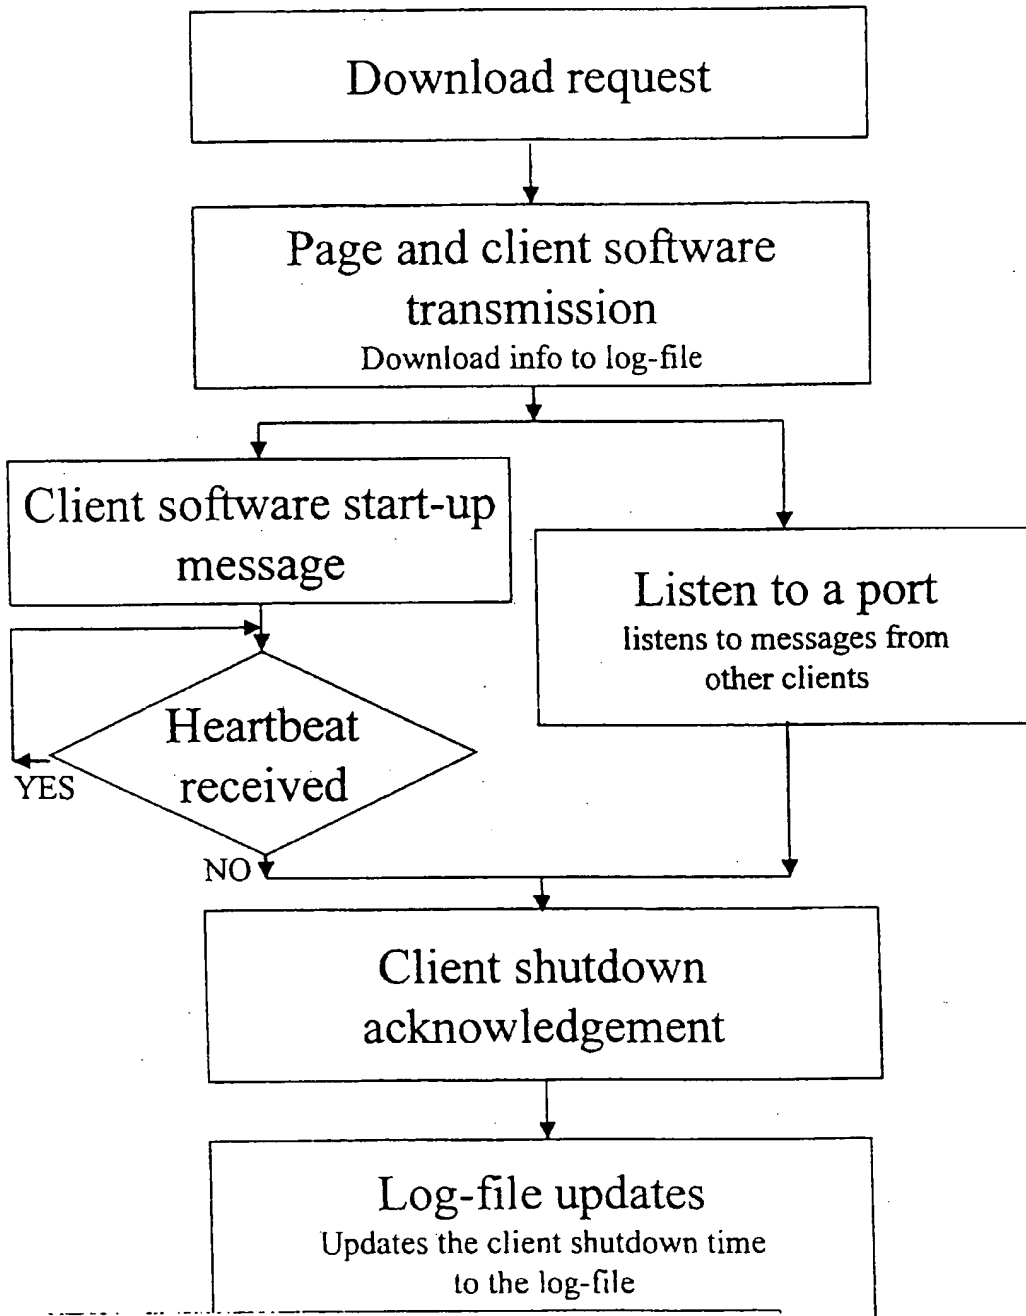 Download request
Page and client software
transmission
Download info to log-file
Client software start-up
message
Listen to a port
listens to messages from
other clients
Heartbeat
received
YES
NO
Client shutdown
acknowledgement
Log-file updates
Updates the client shutdown time
to the log-file